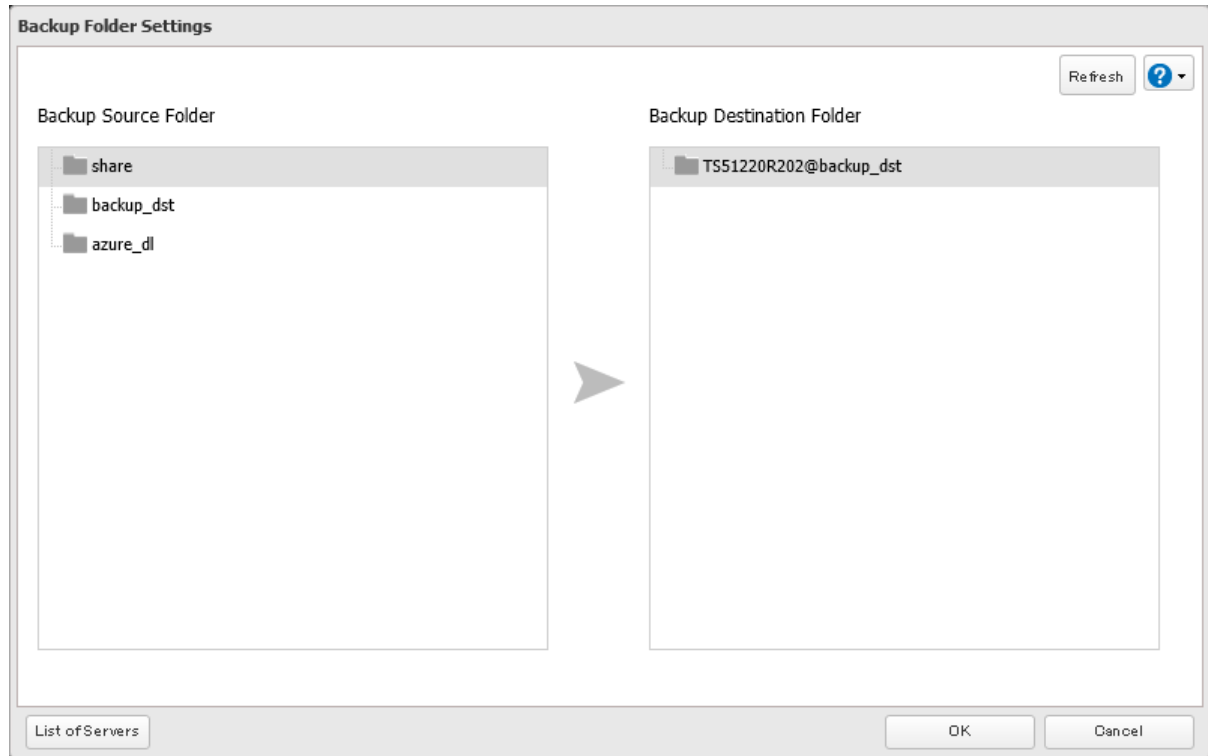 Backup Folder Settings
Refresh
?
Backup Source Folder
Backup Destination Folder
share
backup_dst
azure_dl
TS51220R202@backup_dst
List of Servers
OK
Cancel